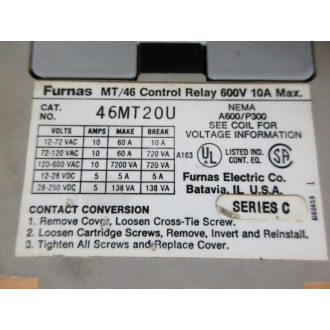 Furnas MT/46 Control Relay 600V 10A Max.
CAT. NO. 46MT20U
NEMA
A600/P300
SEE COIL FOR
VOLTAGE INFORMATION
VOLTS AMPS MAKE BREAK
12-72 VAC 10 60 A 10 A
72-120 VAC 10 60 A 720 VA
120-600 VAC 10 7200 VA 720 VA
12-28 VDC 5 5 A 5 A
28-250 VDC 5 138 VA 138 VA
A163 UL LISTED IND. CONT. EQ. SA
Furnas Electric Co.
Batavia, IL U.S.A.
SERIES C
CONTACT CONVERSION
1. Remove Cover, Loosen Cross-Tie Screw.
2. Loosen Cartridge Screws, Remove, Invert and Reinstall.
3. Tighten All Screws and Replace Cover.